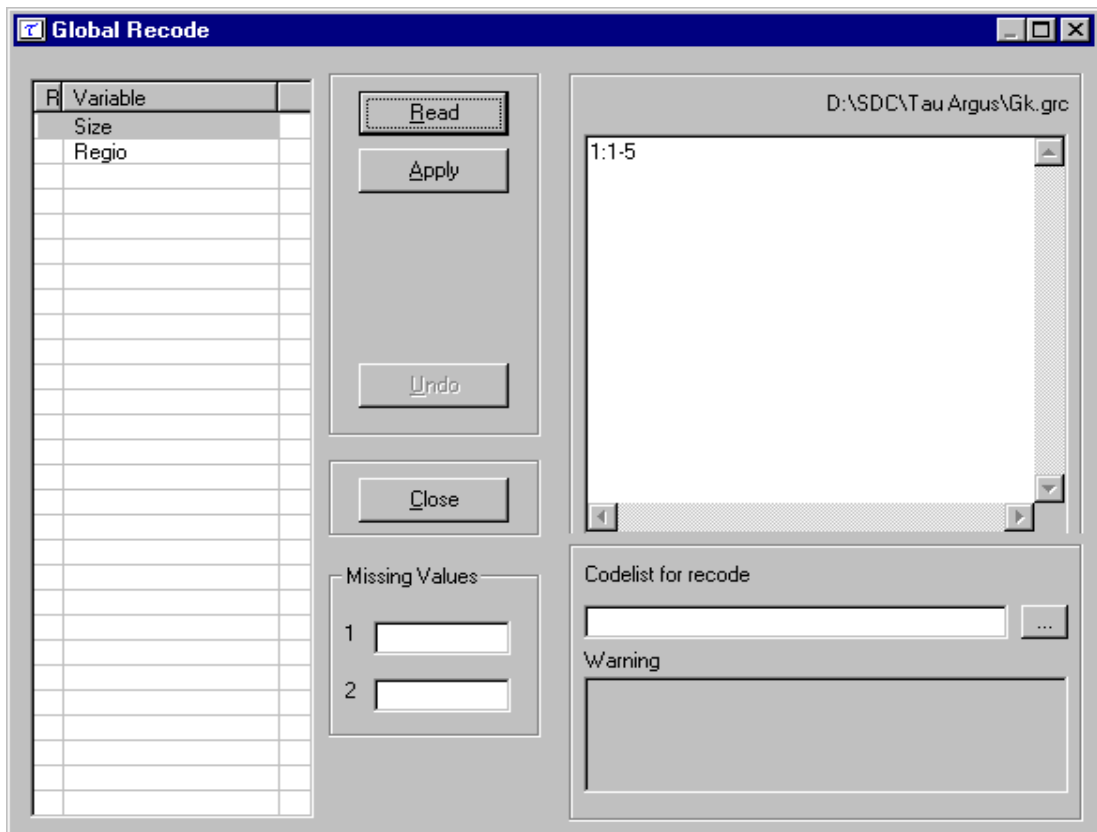 τ Global Recode
R Variable
Size
Regio
Read
Apply
Undo
Close
Missing Values
1
2
D:\SDC\Tau Argus\Gk.grc
1:1-5
Codelist for recode
...
Warning